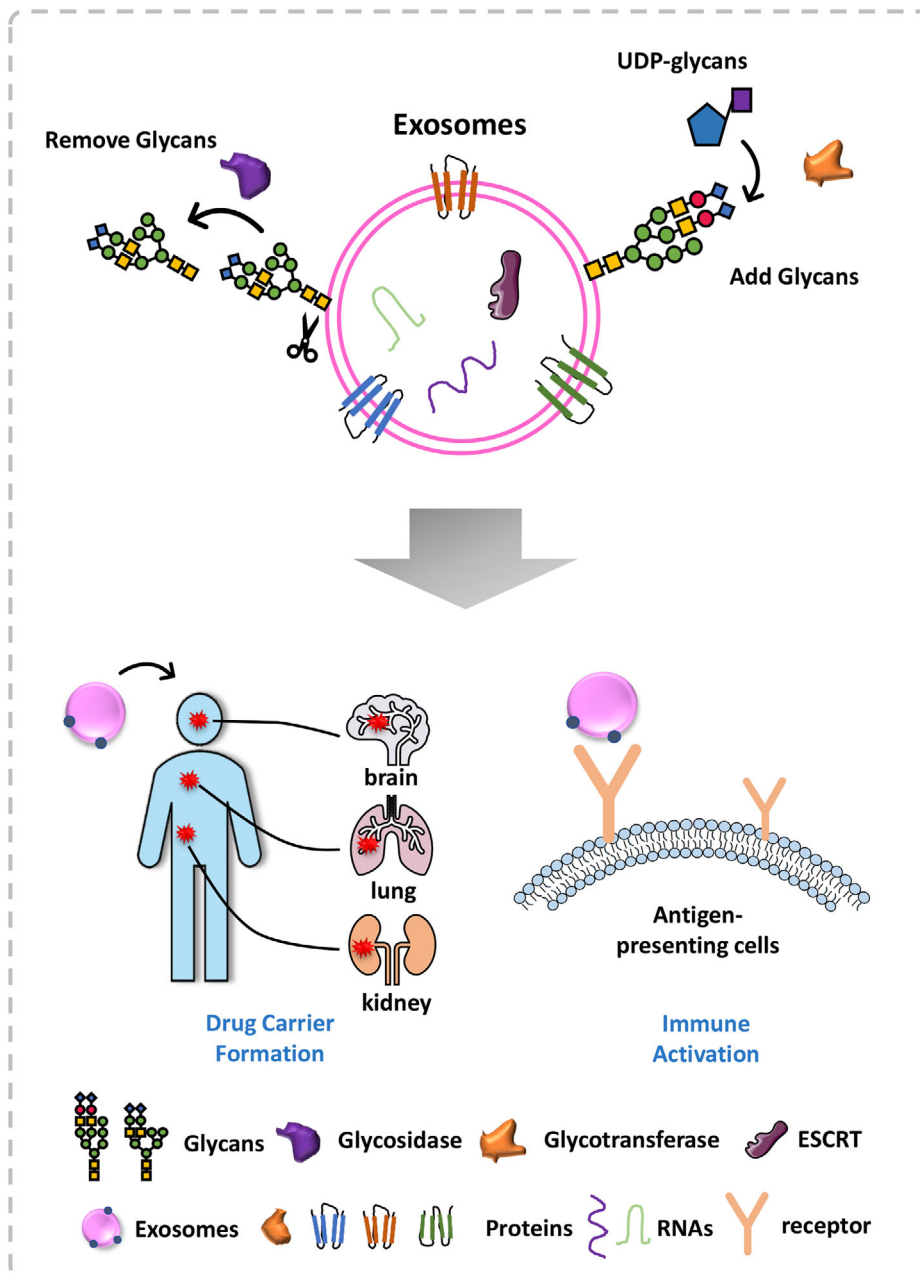 UDP-glycans
Exosomes
Remove Glycans
Add Glycans
brain
lung
kidney
Antigen-
presenting cells
Drug Carrier
Formation
Immune
Activation
Glycans
Glycosidase
Glycotransferase
ESCRT
Exosomes
Proteins
RNAs
receptor